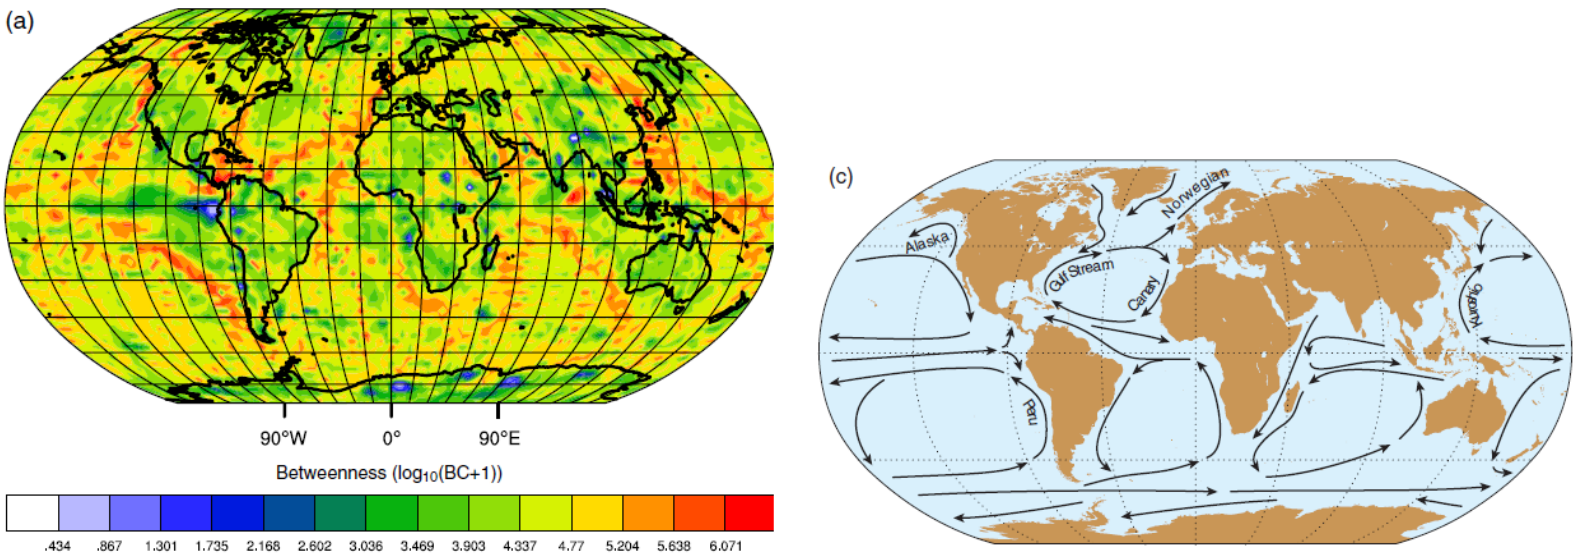 (a)
90°W 0° 90°E
Betweenness (log10(BC+1))
.434 .867 1.301 1.735 2.168 2.602 3.036 3.469 3.903 4.337 4.77 5.204 5.638 6.071
(c)
Norwegian
Alaska
Gulf Stream
Canary
Kuroshio
Peru